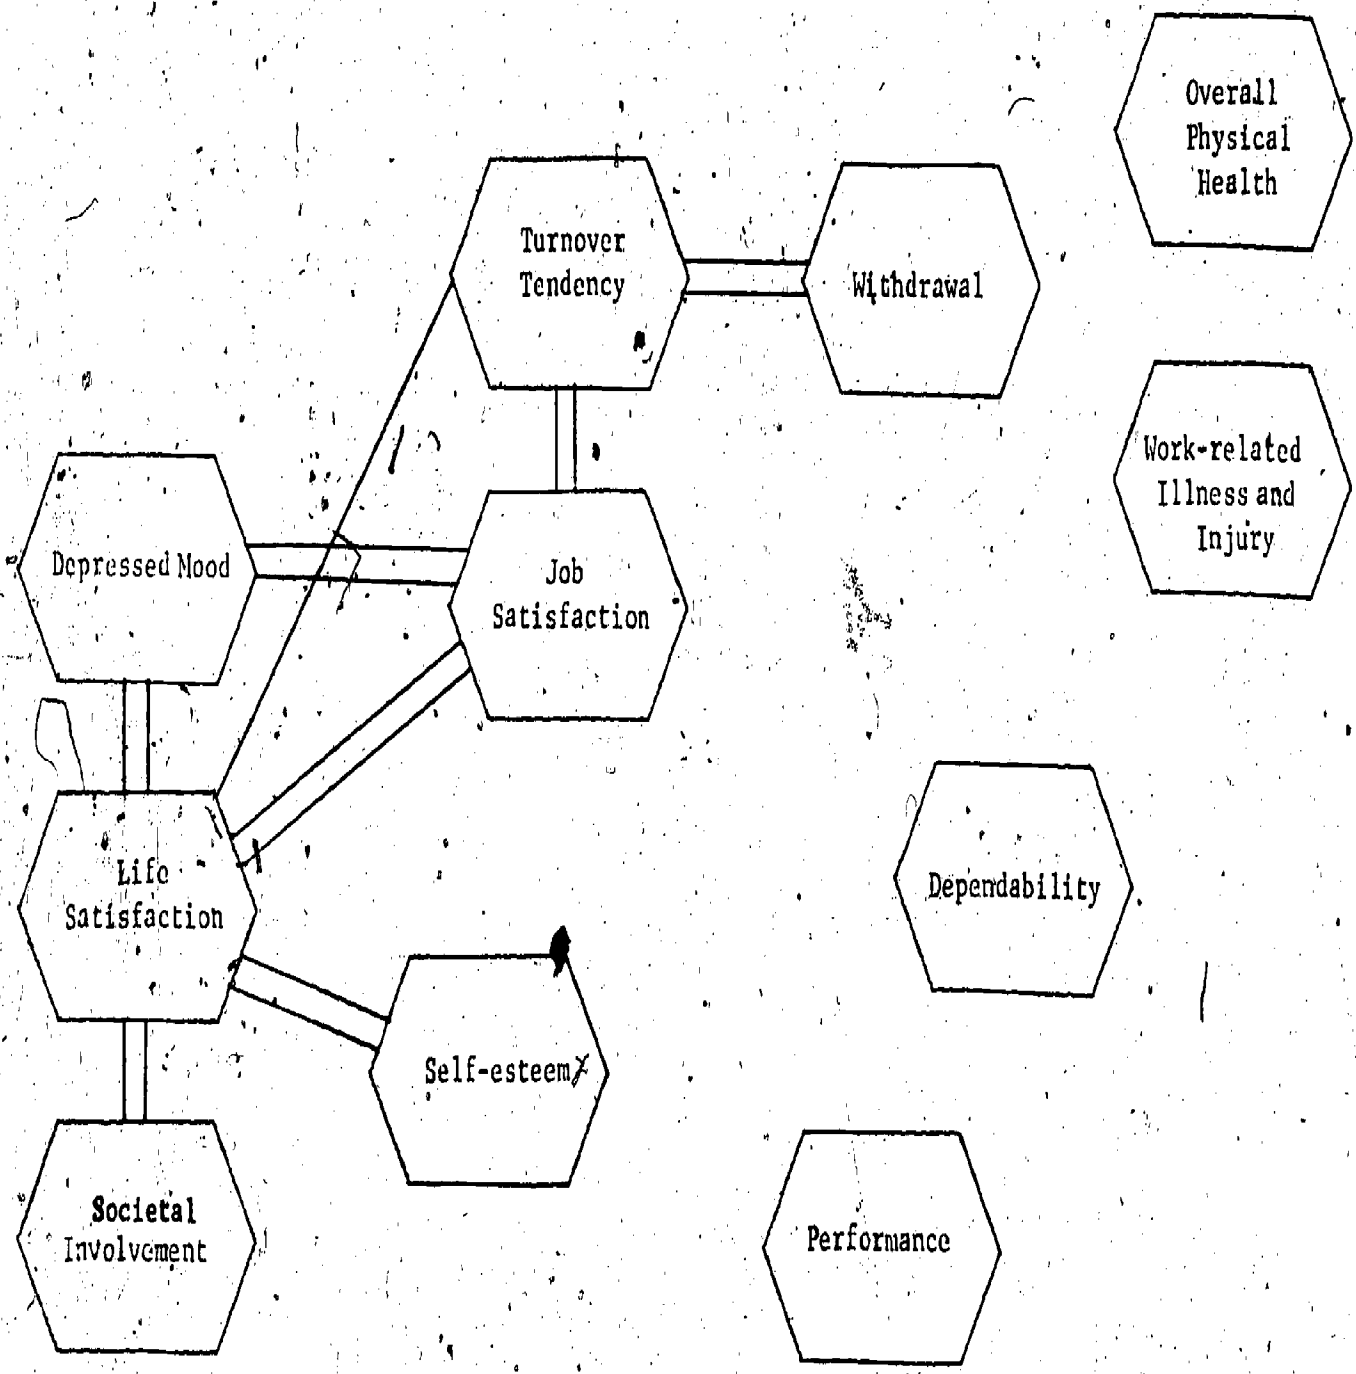 Overall
Physical
Health
Turnover
Tendency
Withdrawal
Work-related
Illness and
Injury
Depressed Mood
Job
Satisfaction
Life
Satisfaction
Dependability
Self-esteem
Societal
Involvement
Performance